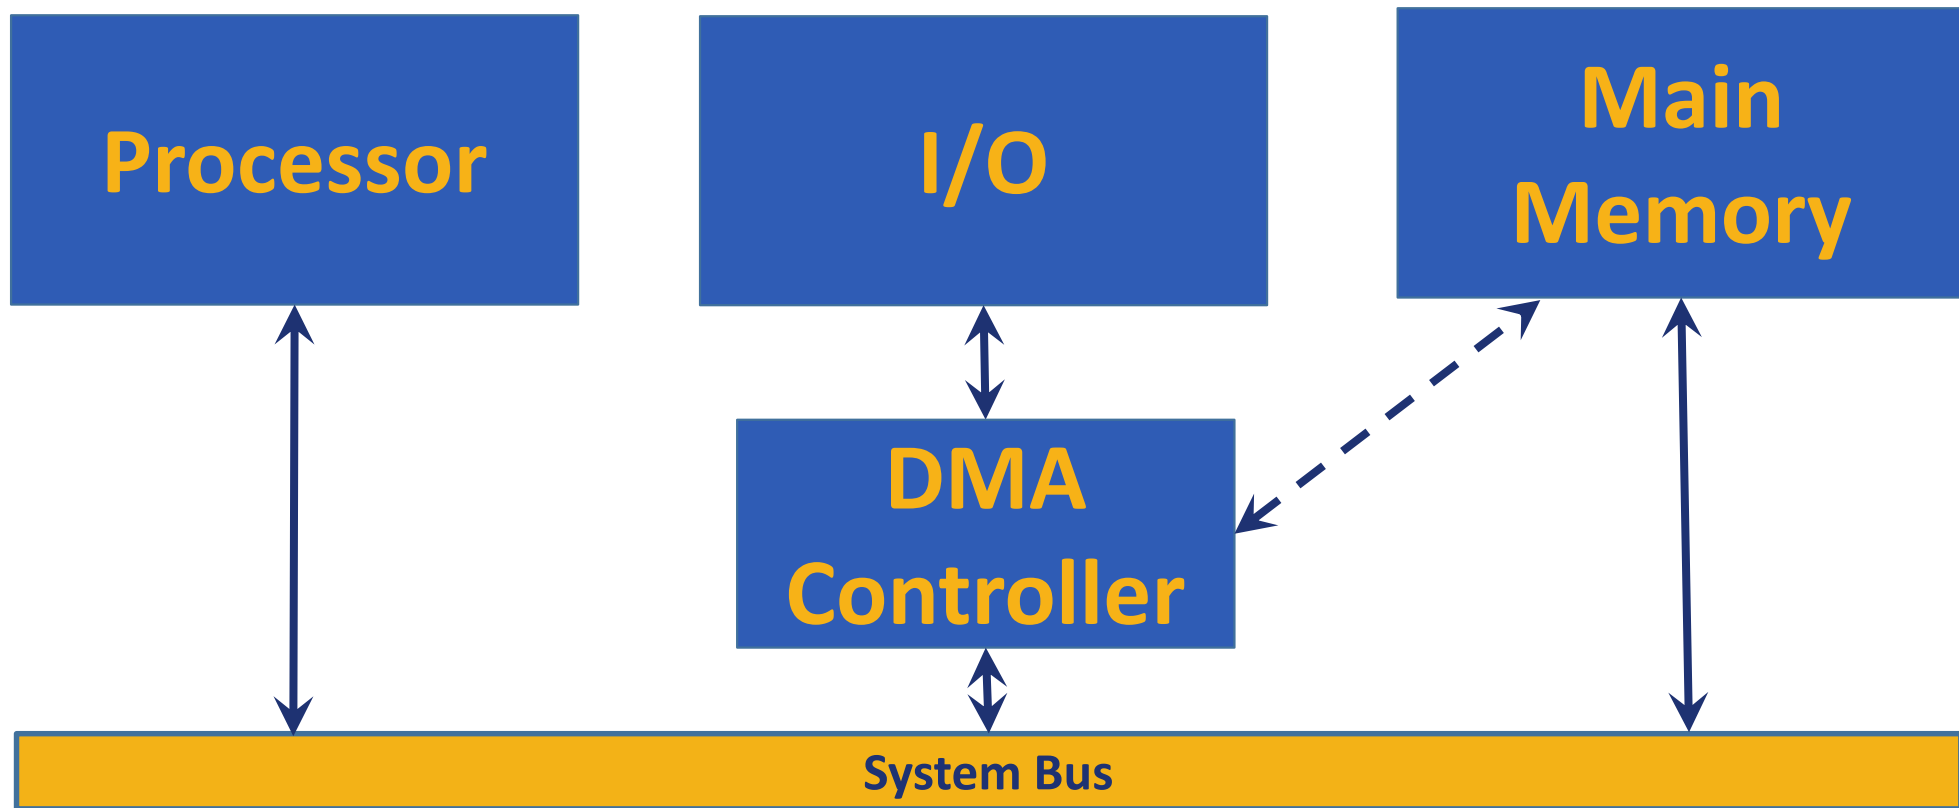 Processor
I/O
Main
Memory
DMA
Controller
System Bus